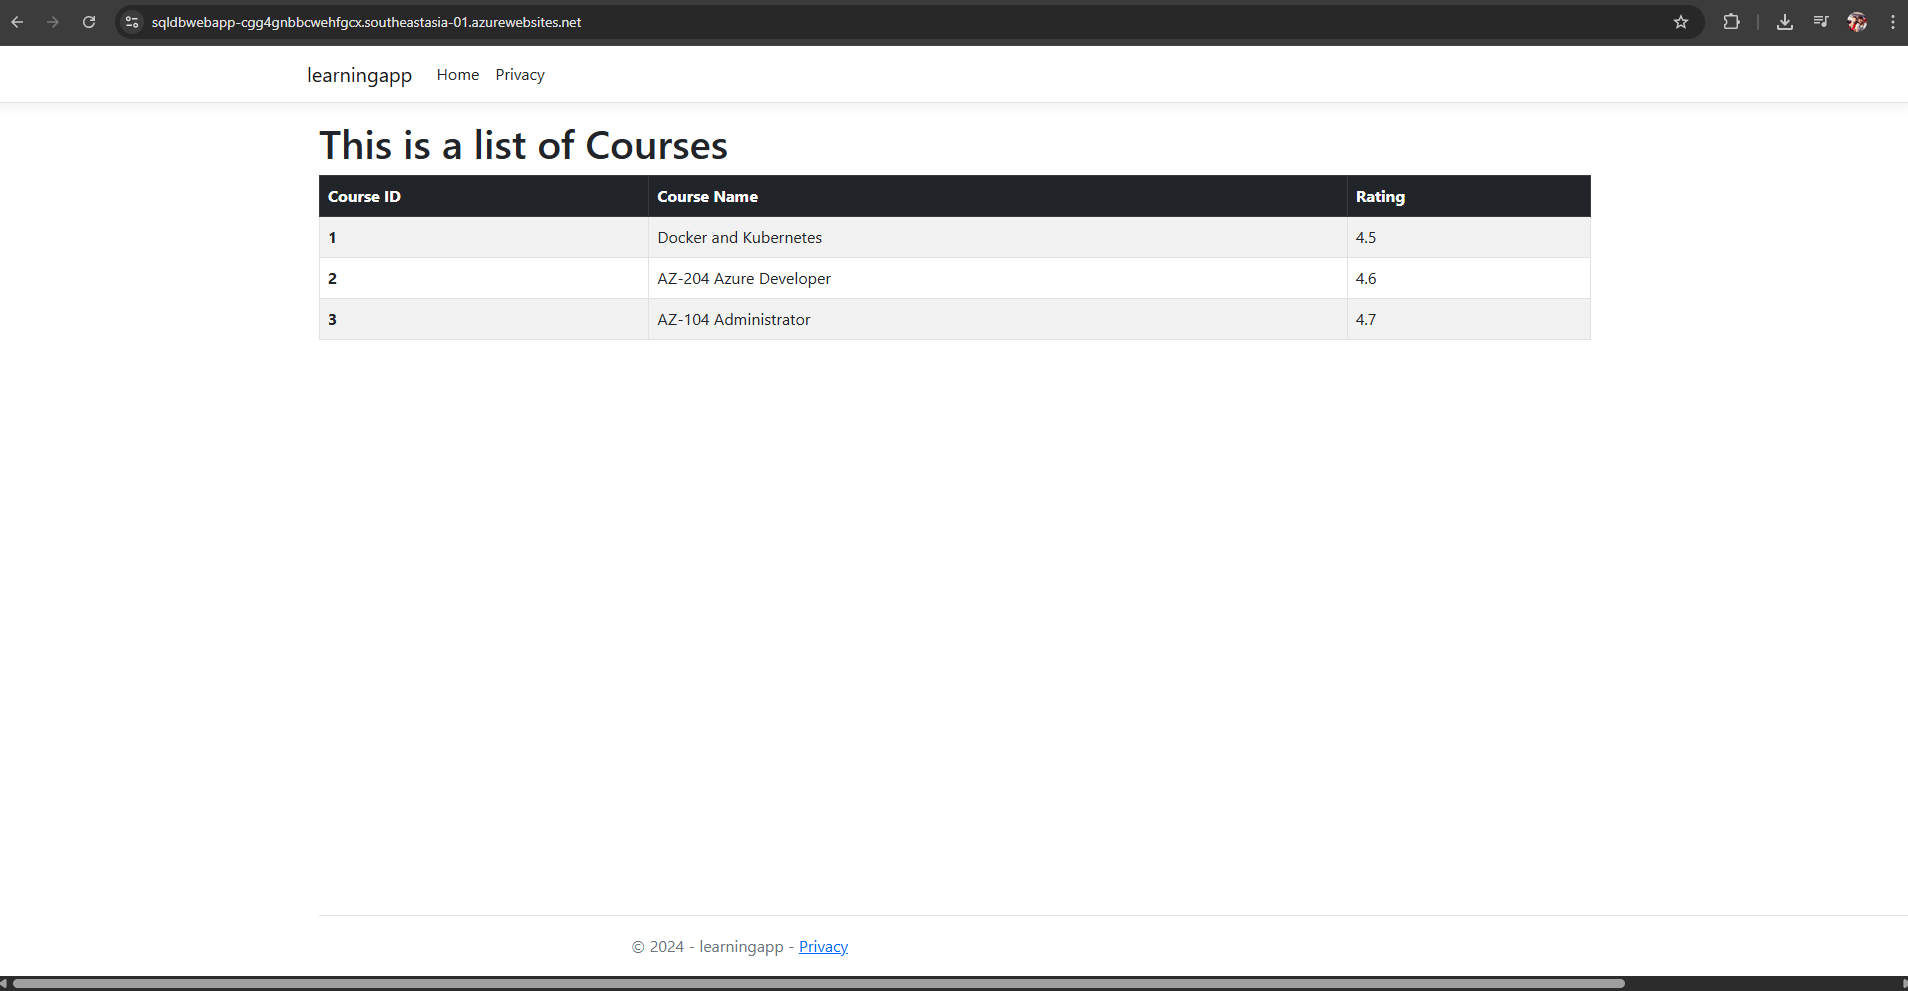 sqldbwebapp-cgg4gnbbcwehfgcx.southeastasia-01.azurewebsites.net
learningapp Home Privacy
This is a list of Courses
Course ID Course Name Rating
1 Docker and Kubernetes 4.5
2 AZ-204 Azure Developer 4.6
3 AZ-104 Administrator 4.7
© 2024 - learningapp - Privacy